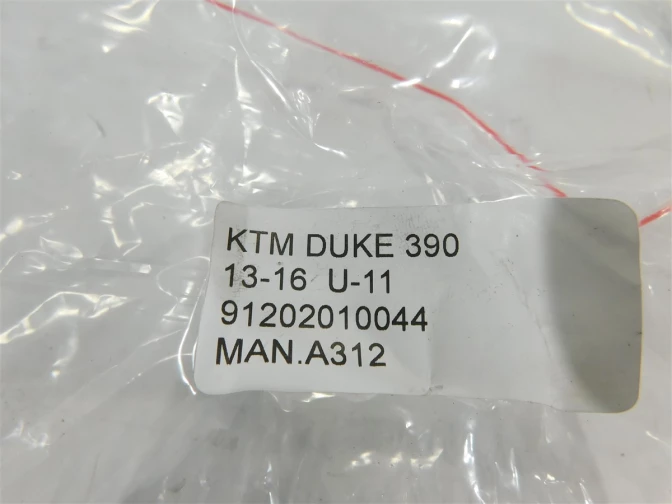 KTM DUKE 390
13-16 U-11
91202010044
MAN.A312